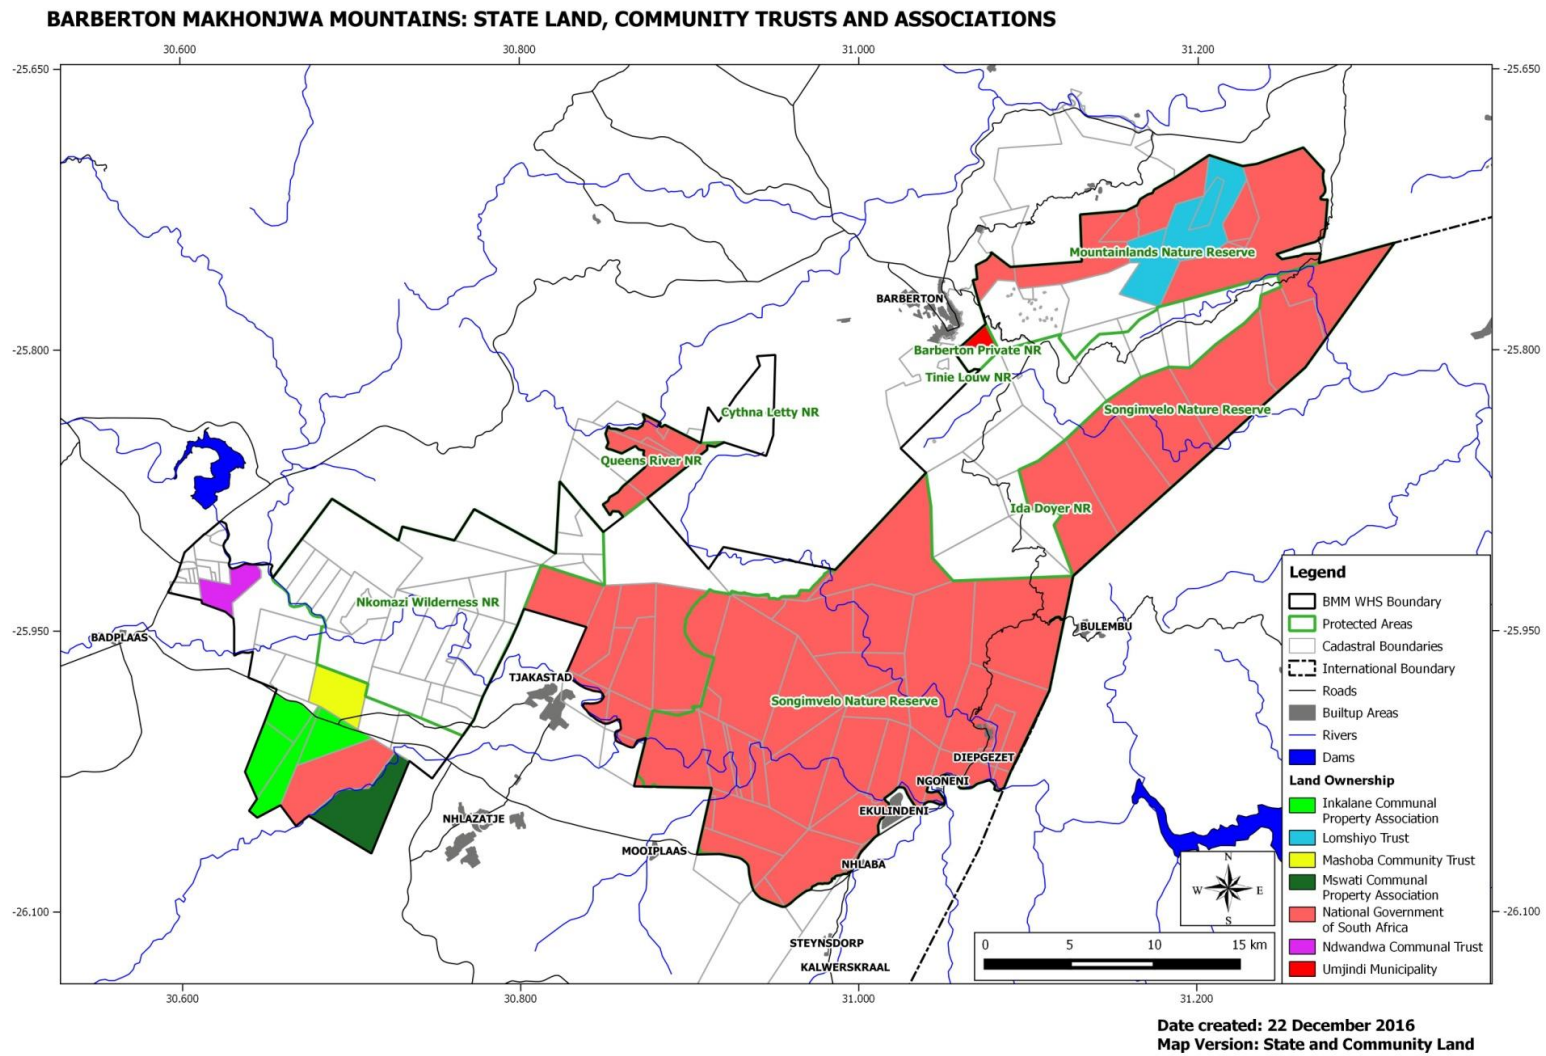 BARBERTON MAKHONJWA MOUNTAINS: STATE LAND, COMMUNITY TRUSTS AND ASSOCIATIONS
30.600
30.800
31.000
31.200
-25.650
-25.650
Mountainlands Nature Reserve
BARBERTON
-25.800
Barberton Private NR
-25.800
Tinie Louw NR
Cythna Letty NR
Songimvelo Nature Reserve
Queens River NR
Ida Doyer NR
Nkomazi Wilderness NR
BADPLAAS
-25.950
BULEMBU
-25.950
TJAKASTAD
Songimvelo Nature Reserve
DIEPGEZET
NGONENI
EKULINDENI
NHLAZATJE
MOOIPLAAS
NHLABA
-26.100
-26.100
STEYNSDORP
KALWERSKRAAL
Legend
BMM WHS Boundary
Protected Areas
Cadastral Boundaries
International Boundary
Roads
Builtup Areas
Rivers
Dams
Land Ownership
Inkalane Communal
Property Association
Lomshiyo Trust
Mashoba Community Trust
Mswati Communal
Property Association
National Government
of South Africa
Ndwandwa Communal Trust
Umjindi Municipality
N
W
E
S
0
5
10
15 km
30.600
30.800
31.000
31.200
Date created: 22 December 2016
Map Version: State and Community Land